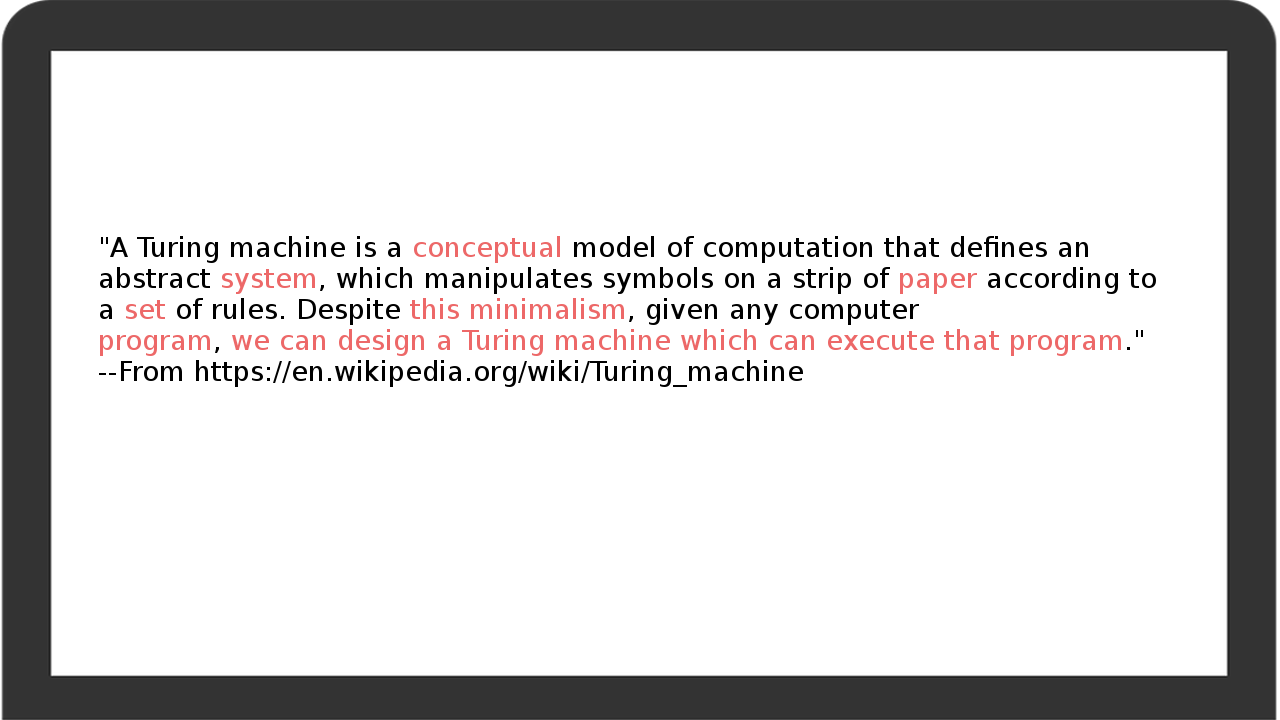 "A Turing machine is a conceptual model of computation that defines an
abstract system, which manipulates symbols on a strip of paper according to
a set of rules. Despite this minimalism, given any computer
program, we can design a Turing machine which can execute that program."
--From https://en.wikipedia.org/wiki/Turing_machine